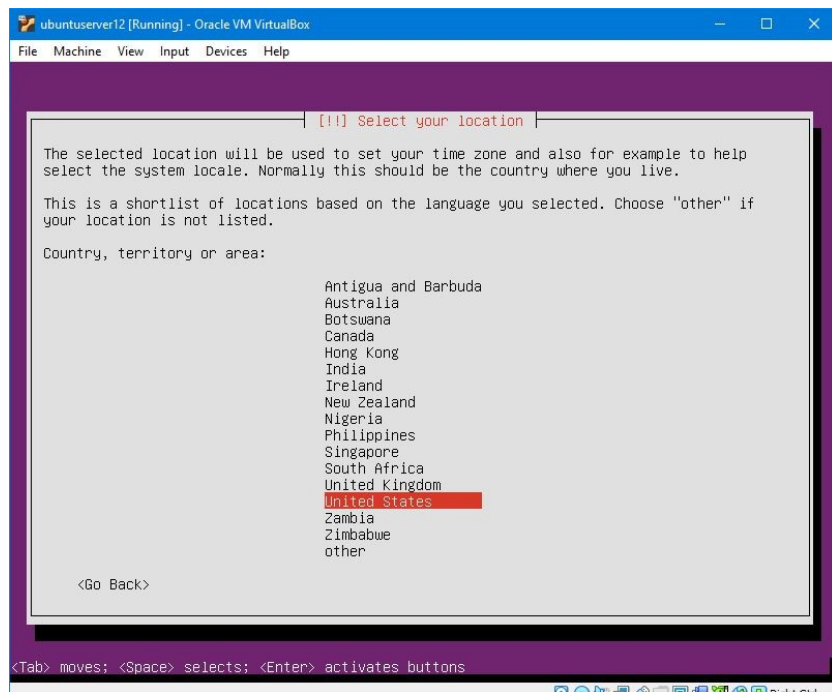 ubuntuserver12 [Running] - Oracle VM VirtualBox
File Machine View Input Devices Help
[!!] Select your location
The selected location will be used to set your time zone and also for example to help
select the system locale. Normally this should be the country where you live.
This is a shortlist of locations based on the language you selected. Choose "other" if
your location is not listed.
Country, territory or area:
Antigua and Barbuda
Australia
Botswana
Canada
Hong Kong
India
Ireland
New Zealand
Nigeria
Philippines
Singapore
South Africa
United Kingdom
United States
Zambia
Zimbabwe
other
<Go Back>
<Tab> moves; <Space> selects; <Enter> activates buttons